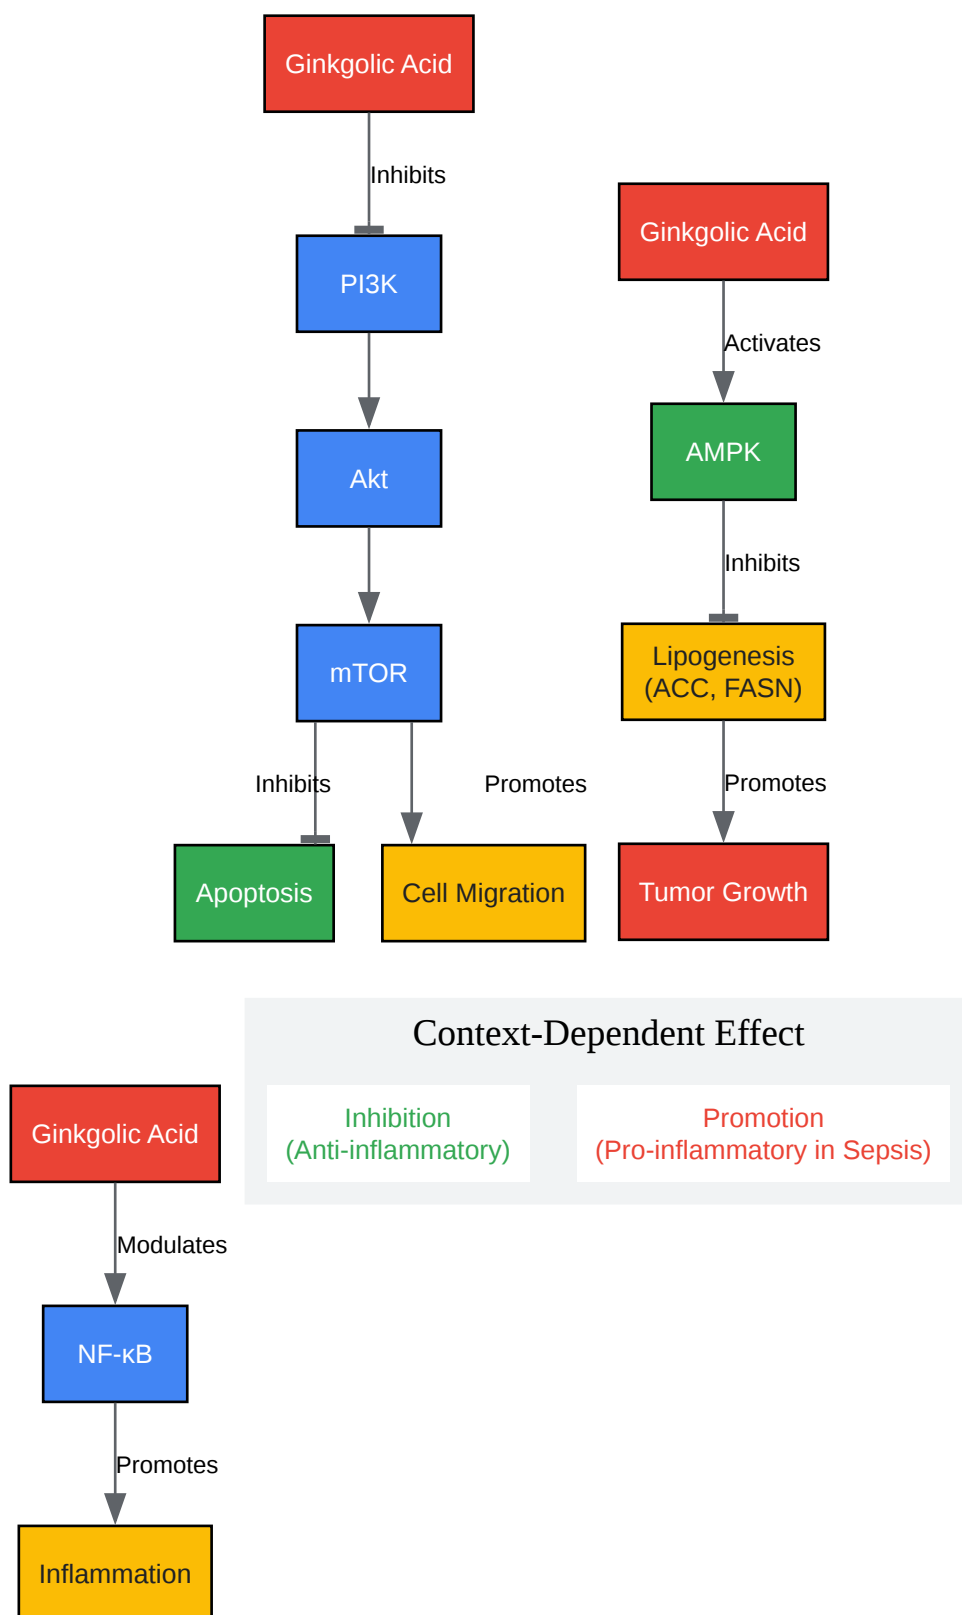 Ginkgolic Acid
Inhibits
PI3K
Akt
mTOR
Inhibits
Promotes
Apoptosis
Cell Migration
Ginkgolic Acid
Activates
AMPK
Inhibits
Lipogenesis
(ACC, FASN)
Promotes
Tumor Growth
Context-Dependent Effect
Inhibition
(Anti-inflammatory)
Promotion
(Pro-inflammatory in Sepsis)
Ginkgolic Acid
Modulates
NF-κB
Promotes
Inflammation